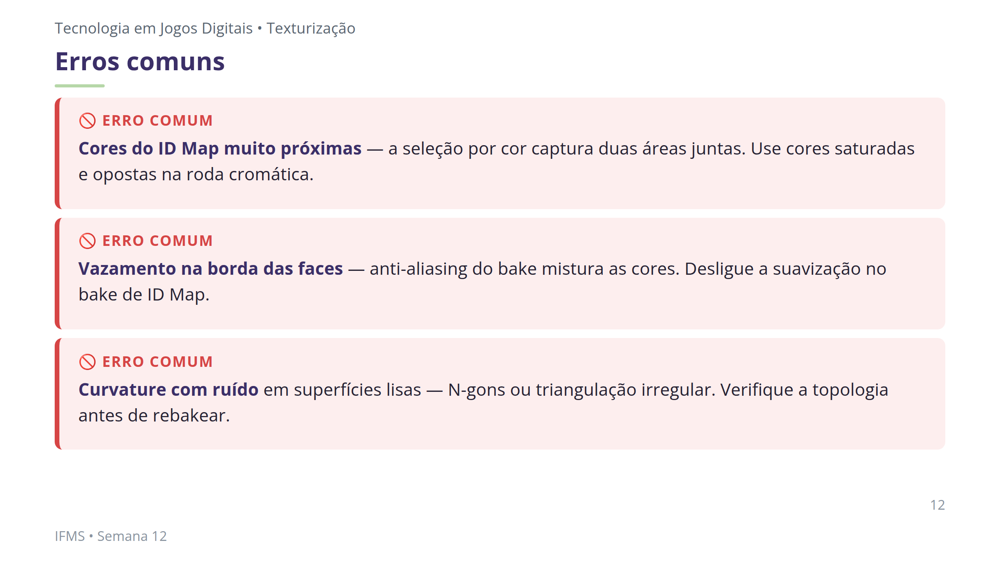 Tecnologia em Jogos Digitais • Texturização
Erros comuns
🚫 ERRO COMUM
Cores do ID Map muito próximas — a seleção por cor captura duas áreas juntas. Use cores saturadas
e opostas na roda cromática.
🚫 ERRO COMUM
Vazamento na borda das faces — anti-aliasing do bake mistura as cores. Desligue a suavização no
bake de ID Map.
🚫 ERRO COMUM
Curvature com ruído em superfícies lisas — N-gons ou triangulação irregular. Verifique a topologia
antes de rebakear.
12
IFMS • Semana 12